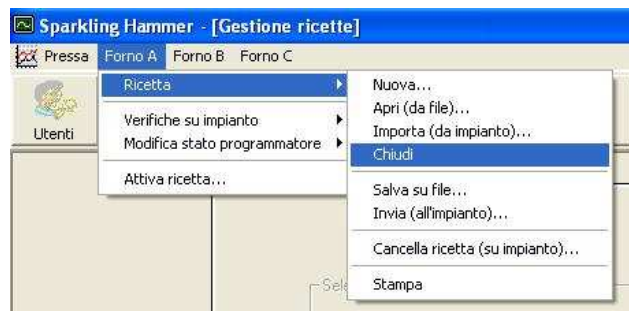 Sparkling Hammer - [Gestione ricette]
Pressa Forno A Forno B Forno C
Utenti
Ricetta
Verifiche su impianto
Modifica stato programmatore
Attiva ricetta...
Nuova...
Apri (da file)...
Importa (da impianto)...
Chiudi
Salva su file...
Invia (all'impianto)...
Cancella ricetta (su impianto)...
Stampa